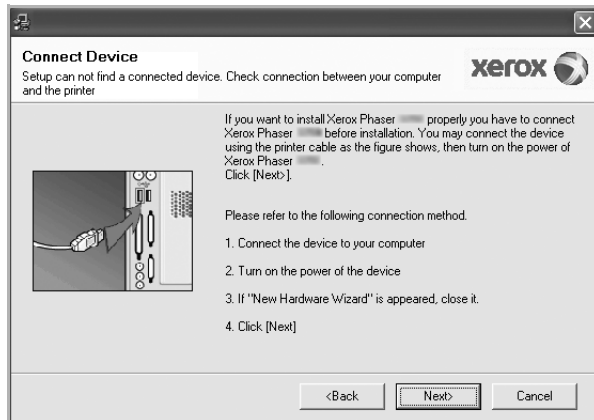 Connect Device
Setup can not find a connected device. Check connection between your computer
and the printer
xerox
If you want to install Xerox Phaser properly you have to connect
Xerox Phaser before installation. You may connect the device
using the printer cable as the figure shows, then turn on the power of
Xerox Phaser .
Click [Next>].
Please refer to the following connection method.
1. Connect the device to your computer
2. Turn on the power of the device
3. If "New Hardware Wizard" is appeared, close it.
4. Click [Next]
<Back
Next>
Cancel